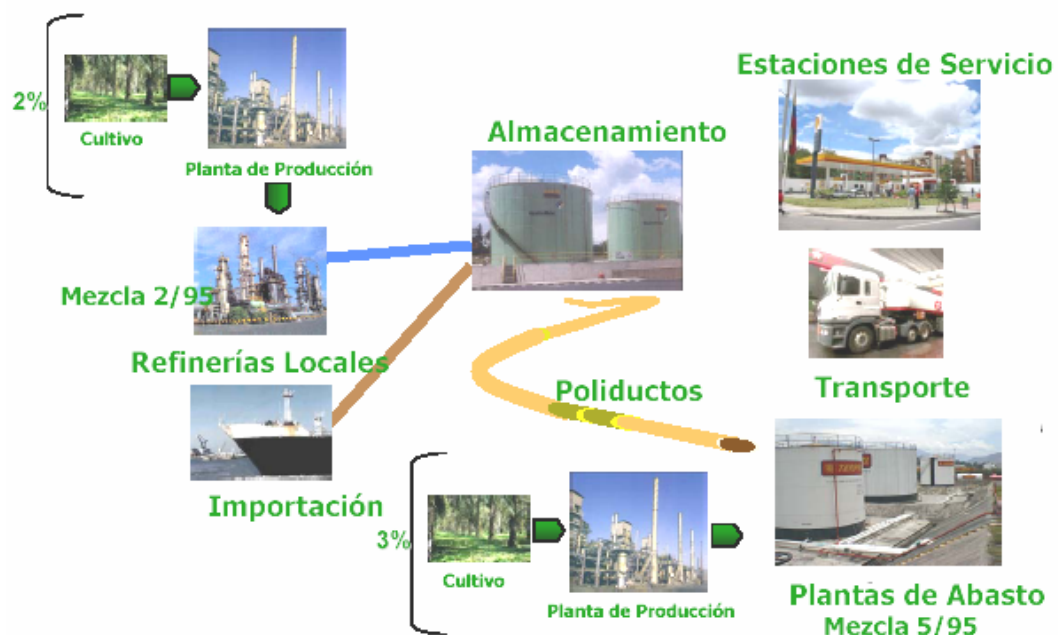 2%
Cultivo
Planta de Producción
Mezcla 2/95
Refinerías Locales
Importación
Almacenamiento
Poliductos
Estaciones de Servicio
Transporte
3%
Cultivo
Planta de Producción
Plantas de Abasto
Mezcla 5/95